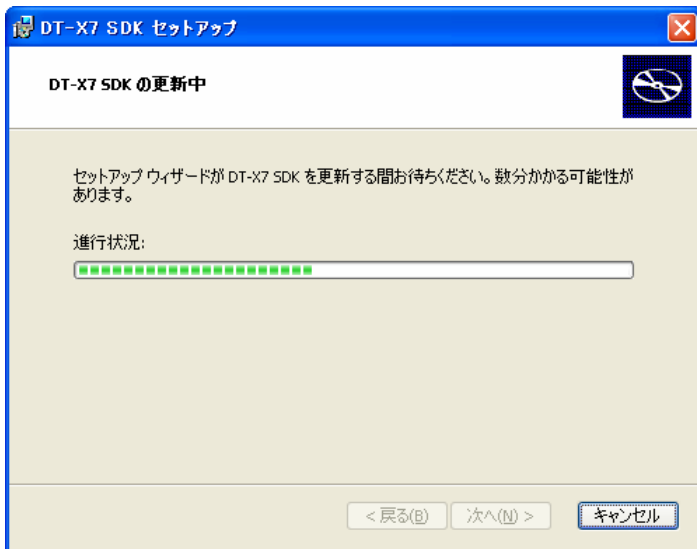 DT-X7 SDK セットアップ
DT-X7 SDK の更新中
セットアップ ウィザードが DT-X7 SDK を更新する間お待ちください。数分かかる可能性が
あります。
進行状況:
< 戻る(B) 次へ(N) > キャンセル